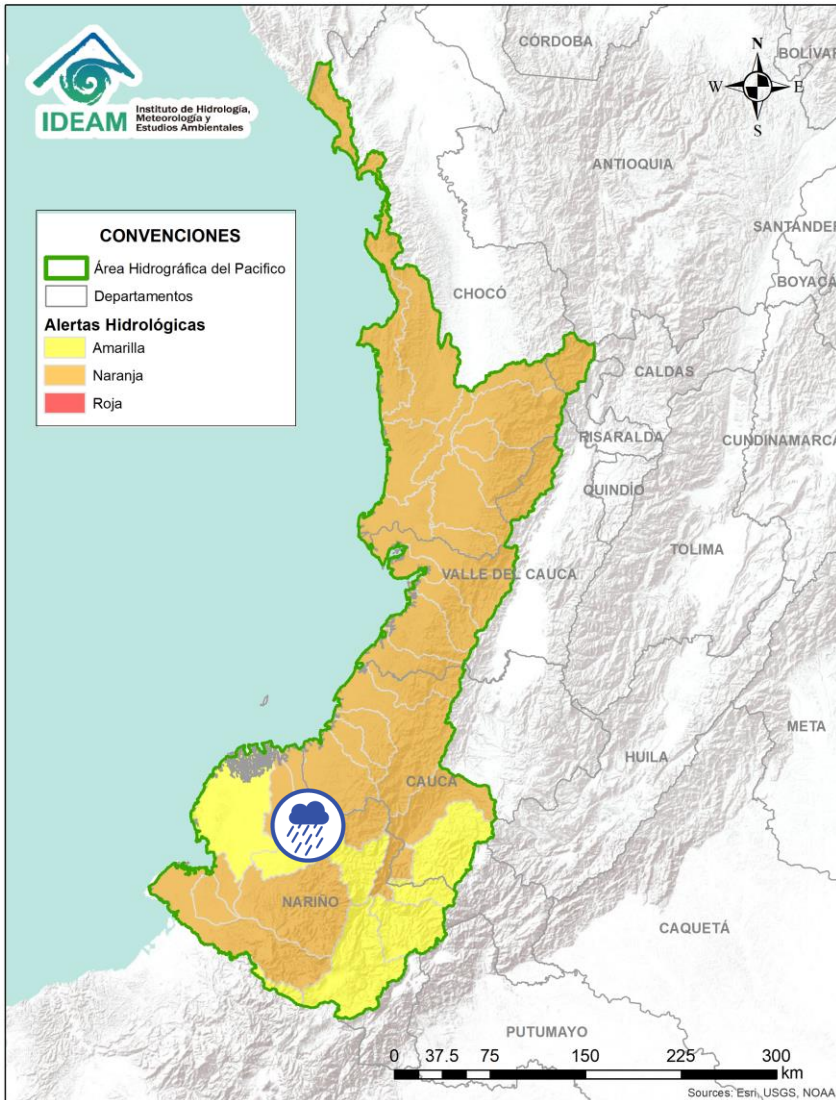 IDEAM
Instituto de Hidrología,
Meteorología y
Estudios Ambientales
N
W
E
S
CÓRDOBA
BOLÍVAR
ANTIOQUIA
SANTANDER
BOYACÁ
CONVENCIONES
Área Hidrográfica del Pacifico
Departamentos
Alertas Hidrológicas
Amarilla
Naranja
Roja
CHOCÓ
CALDAS
RISARALDA
CUNDINAMARCA
QUINDÍO
TOLIMA
VALLE DEL CAUCA
META
HUILA
CAUCA
NARIÑO
CAQUETÁ
PUTUMAYO
0 37.5 75 150 225 300
km
Sources: Esri, USGS, NOAA